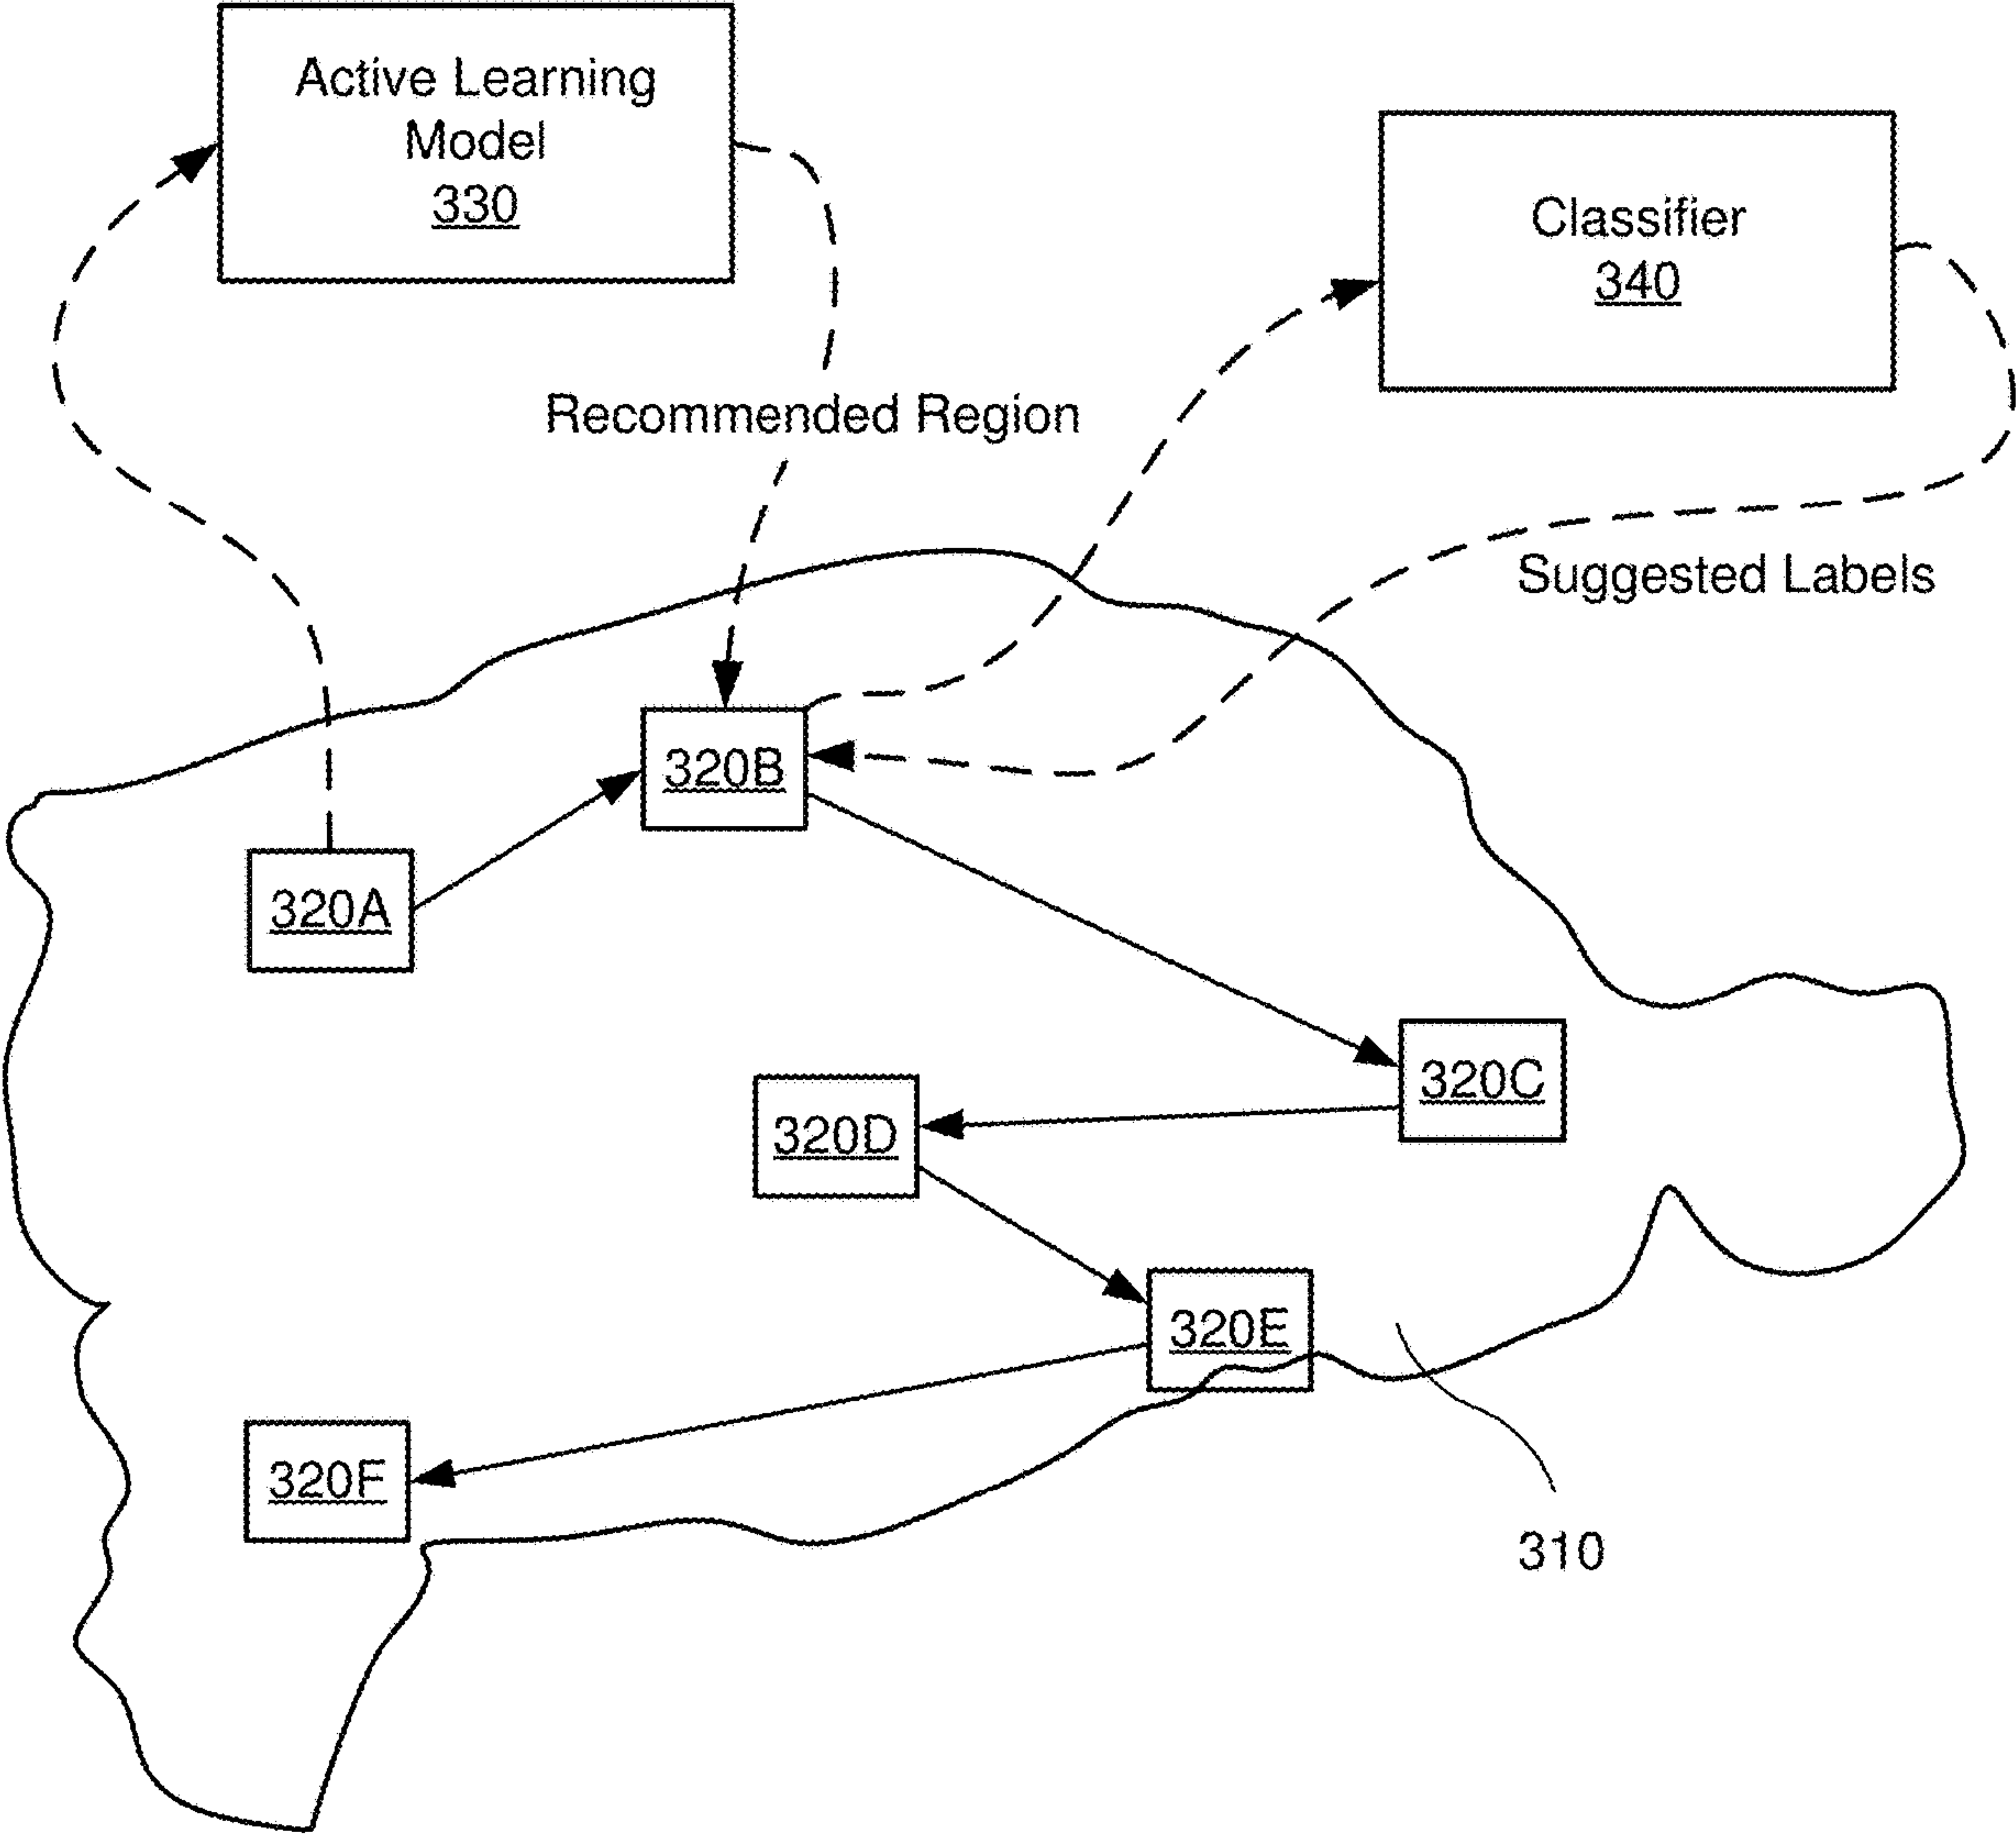 Active Learning
Model
330
Classifier
340
Recommended Region
Suggested Labels
320B
320A
320C
320D
320E
320F
310